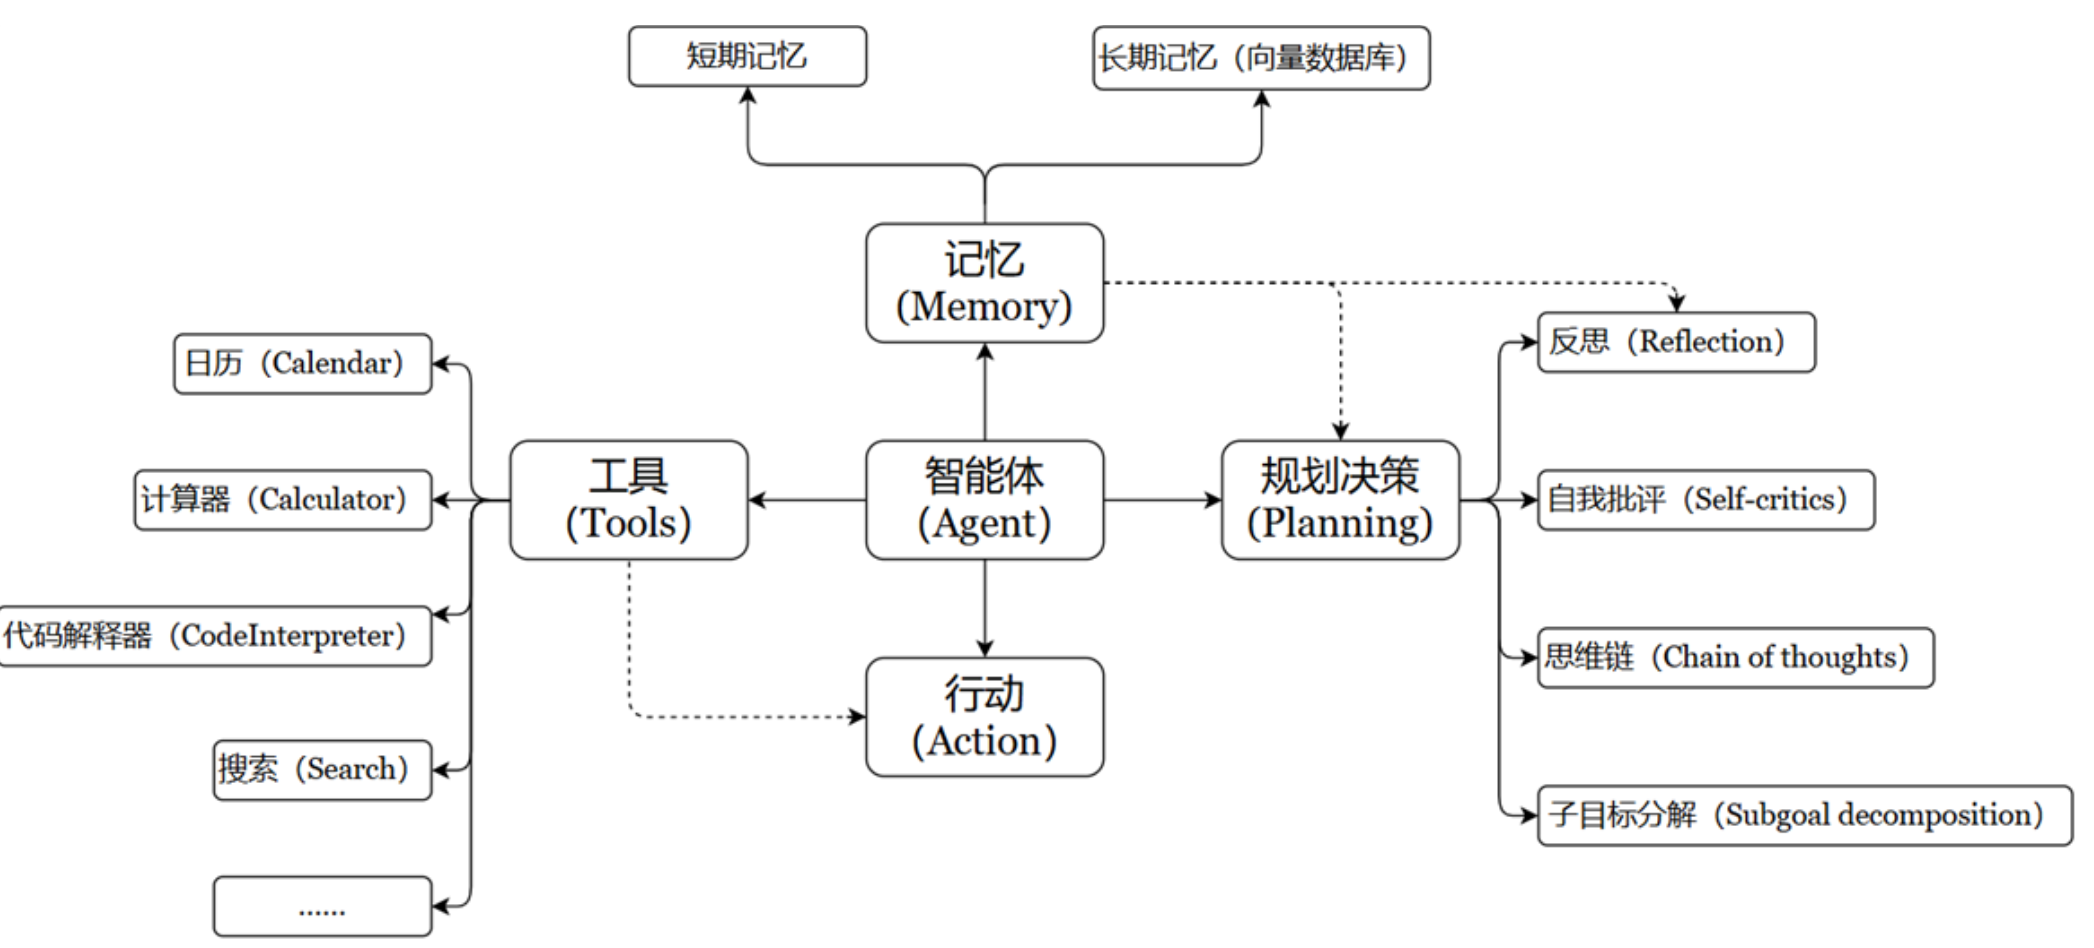 短期记忆
长期记忆（向量数据库）
记忆
(Memory)
日历（Calendar）
计算器（Calculator）
代码解释器（CodeInterpreter）
搜索（Search）
......
工具
(Tools)
智能体
(Agent)
规划决策
(Planning)
行动
(Action)
反思（Reflection）
自我批评（Self-critics）
思维链（Chain of thoughts）
子目标分解（Subgoal decomposition）